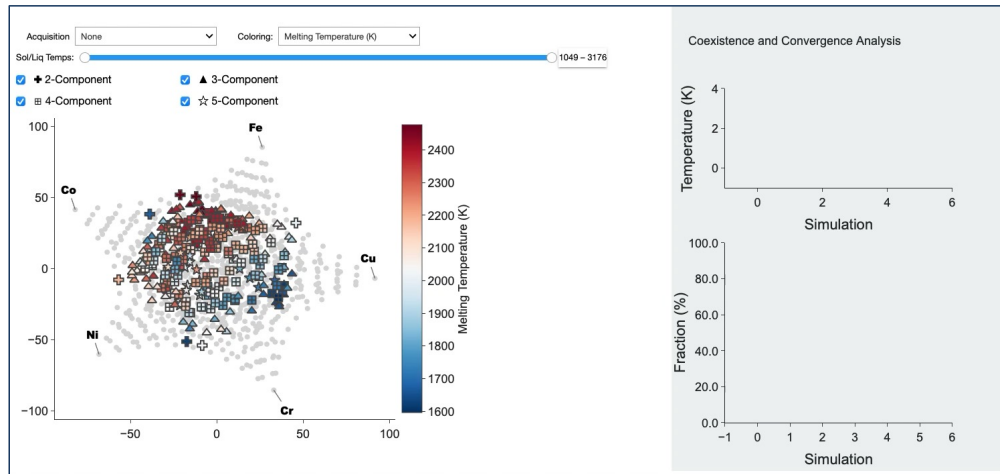 Acquisition None Coloring: Melting Temperature (K)
Sol/Liq Temps: 1049 – 3176
2-Component 3-Component
4-Component 5-Component
100
50
0
−50
−100
−50 0 50 100
Fe
Co
Cu
Ni
Cr
2400
2300
2200
2100
2000
1900
1800
1700
1600
Melting Temperature (K)
Coexistence and Convergence Analysis
Temperature (K)
4
2
0
0 2 4 6
Simulation
Fraction (%)
100.0
80.0
60.0
40.0
20.0
0.0
−1 0 1 2 3 4 5 6
Simulation